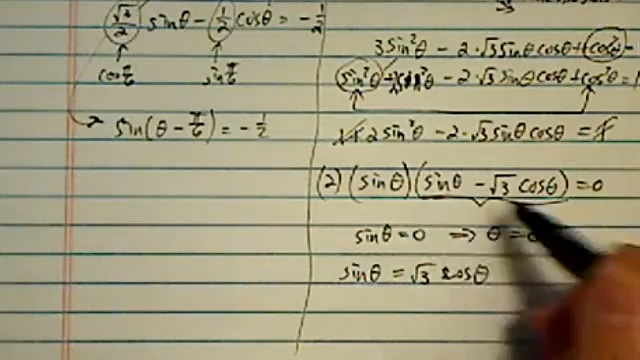 √3/2 sinθ - 1/2 cosθ = - 1/2
cos π/6 sin π/6
sin(θ - π/6) = - 1/2
3sin²θ - 2·√3 sinθ cosθ + cos²θ
sin²θ + 2sin²θ - 2√3 sinθ cosθ + cos²θ = 1
1 + 2sin²θ - 2·√3 sinθ cosθ = 1
(2)(sinθ)(sinθ - √3 cosθ) = 0
sinθ = 0 ⇒ θ = 0
sinθ = √3 cosθ